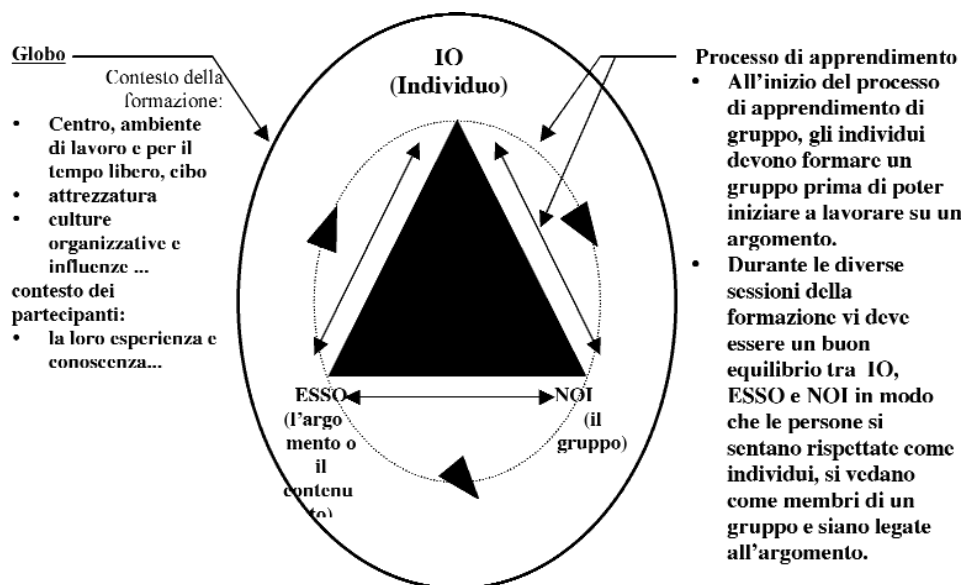 Globo
Contesto della
formazione:
• Centro, ambiente
di lavoro e per il
tempo libero, cibo
• attrezzatura
• culture
organizzative e
influenze ...
contesto dei
partecipanti:
• la loro esperienza e
conoscenza...
IO
(Individuo)
ESSO
(l'argo
mento o
il
contenu
to)
NOI
(il
gruppo)
Processo di apprendimento
• All'inizio del processo
di apprendimento di
gruppo, gli individui
devono formare un
gruppo prima di poter
iniziare a lavorare su un
argomento.
• Durante le diverse
sessioni della
formazione vi deve
essere un buon
equilibrio tra IO,
ESSO e NOI in modo
che le persone si
sentano rispettate come
individui, si vedano
come membri di un
gruppo e siano legate
all'argomento.